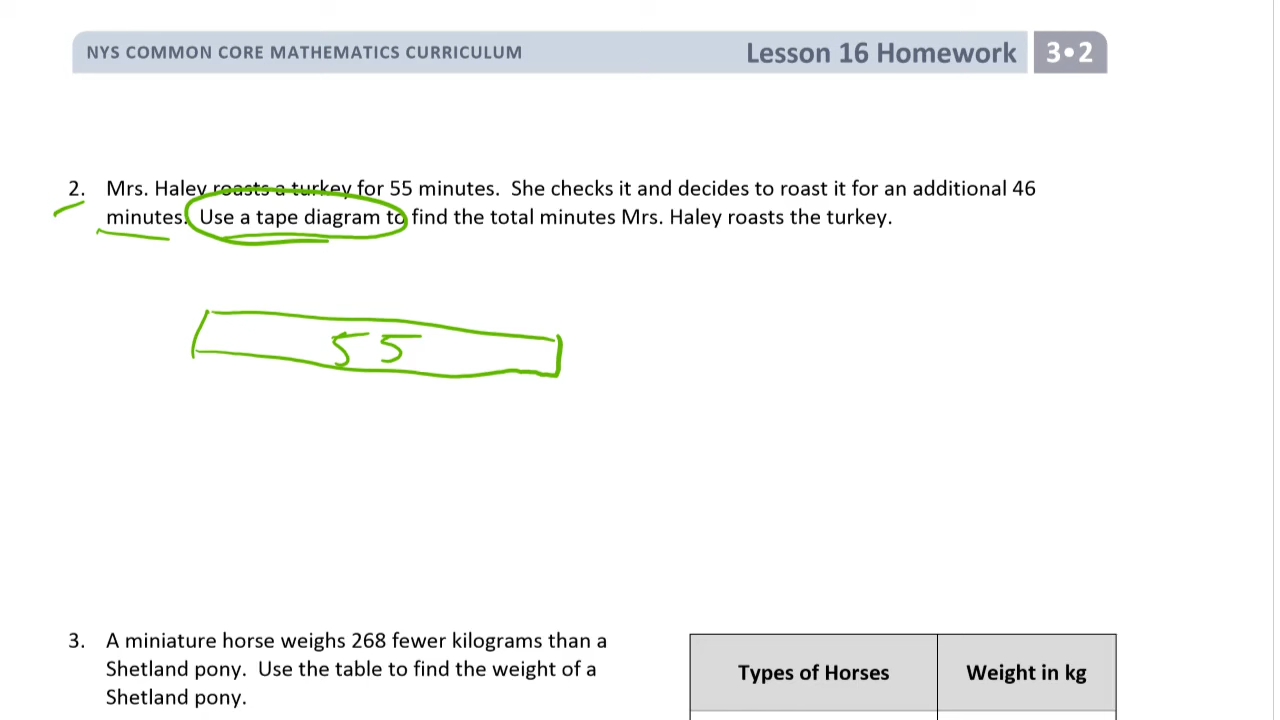 NYS COMMON CORE MATHEMATICS CURRICULUM Lesson 16 Homework 3•2
2. Mrs. Haley roasts a turkey for 55 minutes. She checks it and decides to roast it for an additional 46
minutes. Use a tape diagram to find the total minutes Mrs. Haley roasts the turkey.
55
3. A miniature horse weighs 268 fewer kilograms than a
Shetland pony. Use the table to find the weight of a
Shetland pony.
Types of Horses Weight in kg